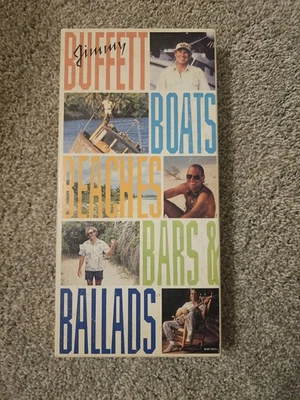 Jimmy
BUFFETT
BOATS
BEACHES
BARS &
BALLADS